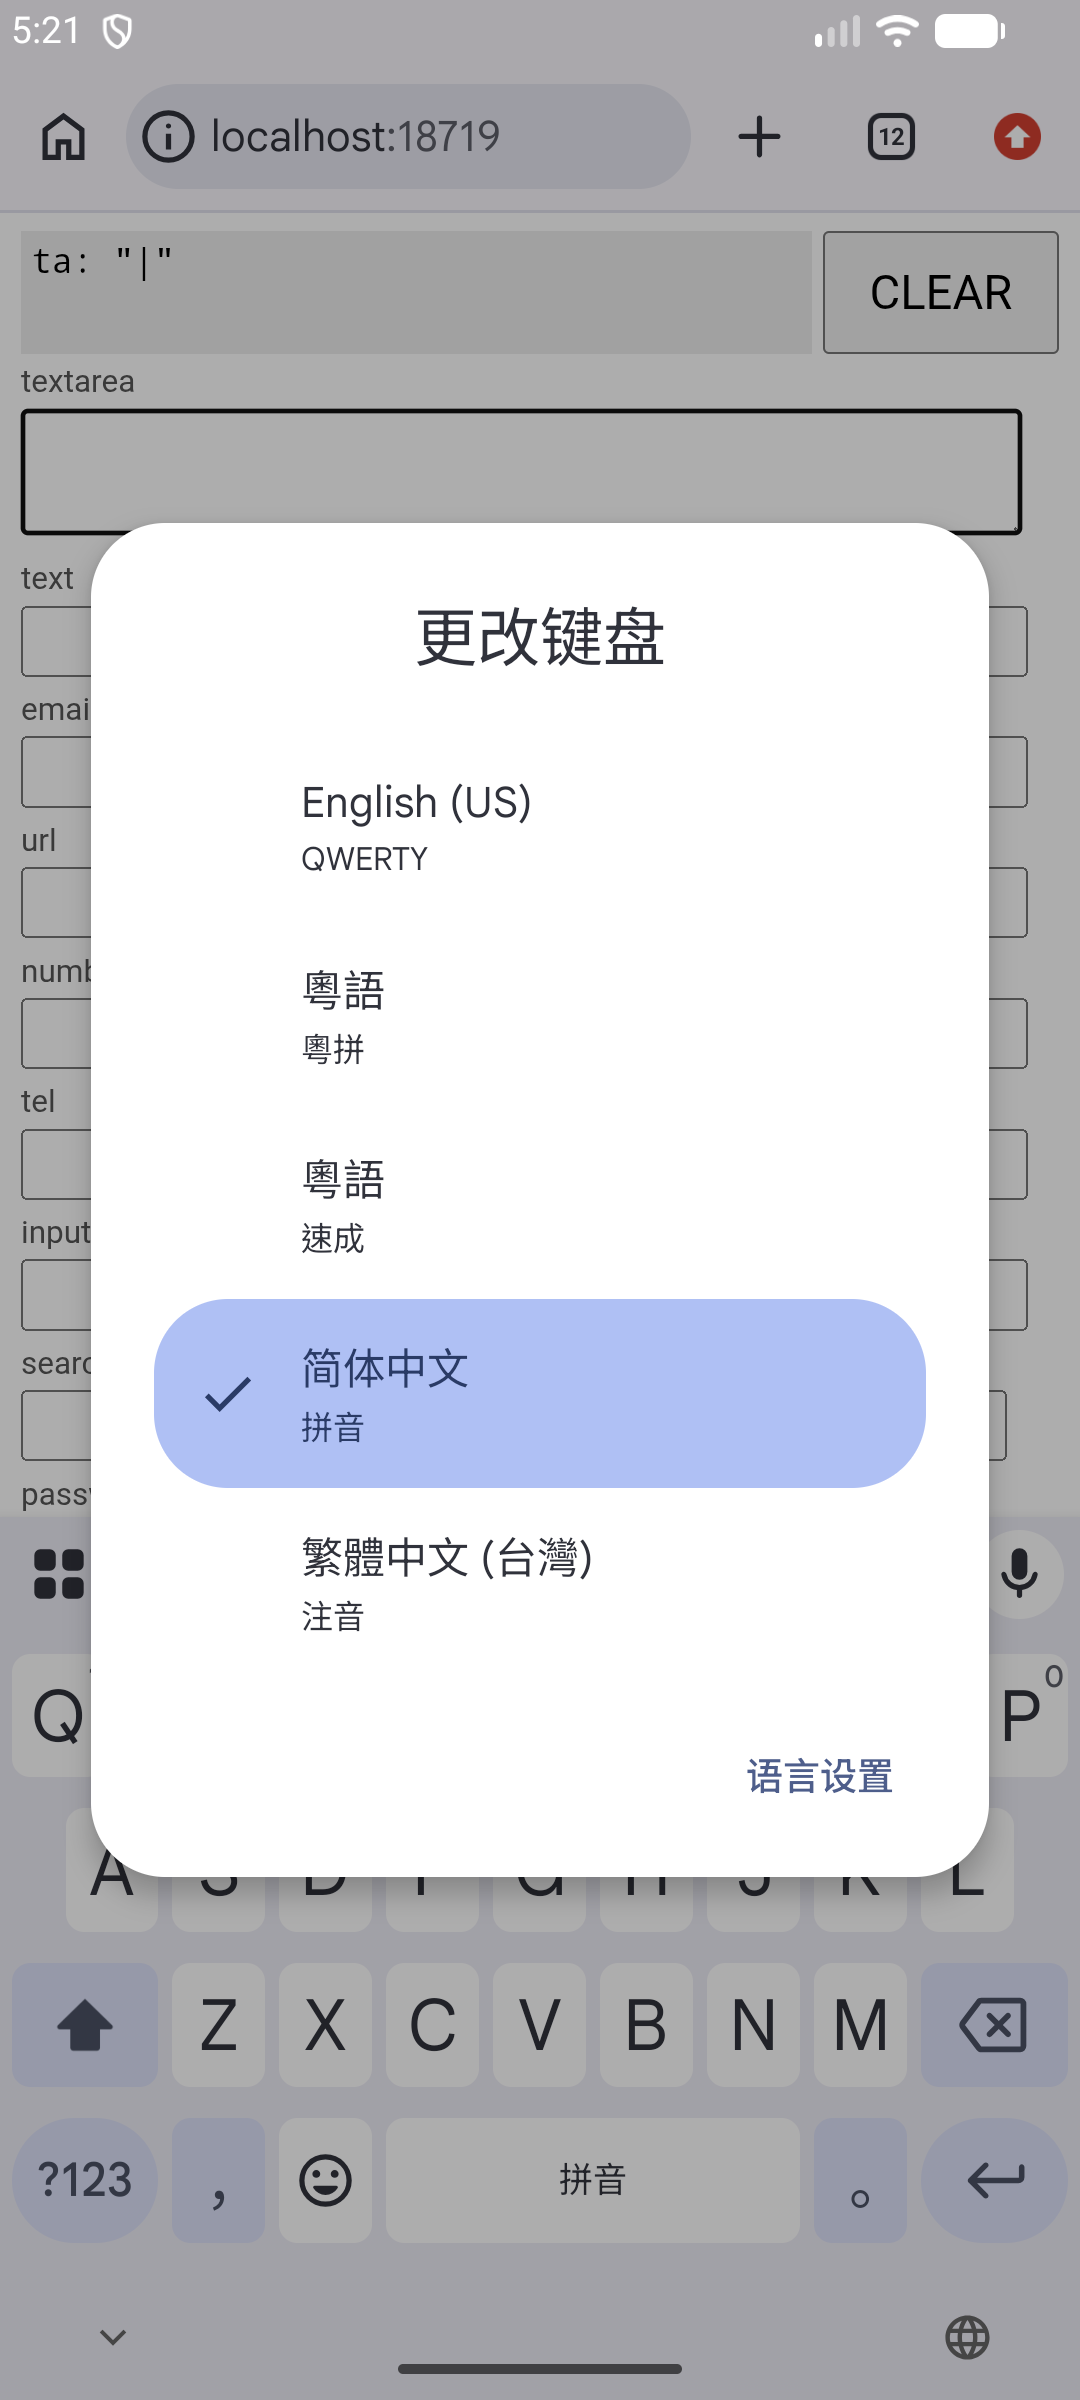 5:21
localhost:18719
12
ta: "|"
CLEAR
textarea
text
emai
url
numb
tel
input
searc
passw
更改键盘
English (US)
QWERTY
粵語
粵拼
粵語
速成
简体中文
拼音
繁體中文 (台灣)
注音
语言设置
Q
P
0
A S D F G H J K L
Z X C V B N M
?123 , 拼音 。